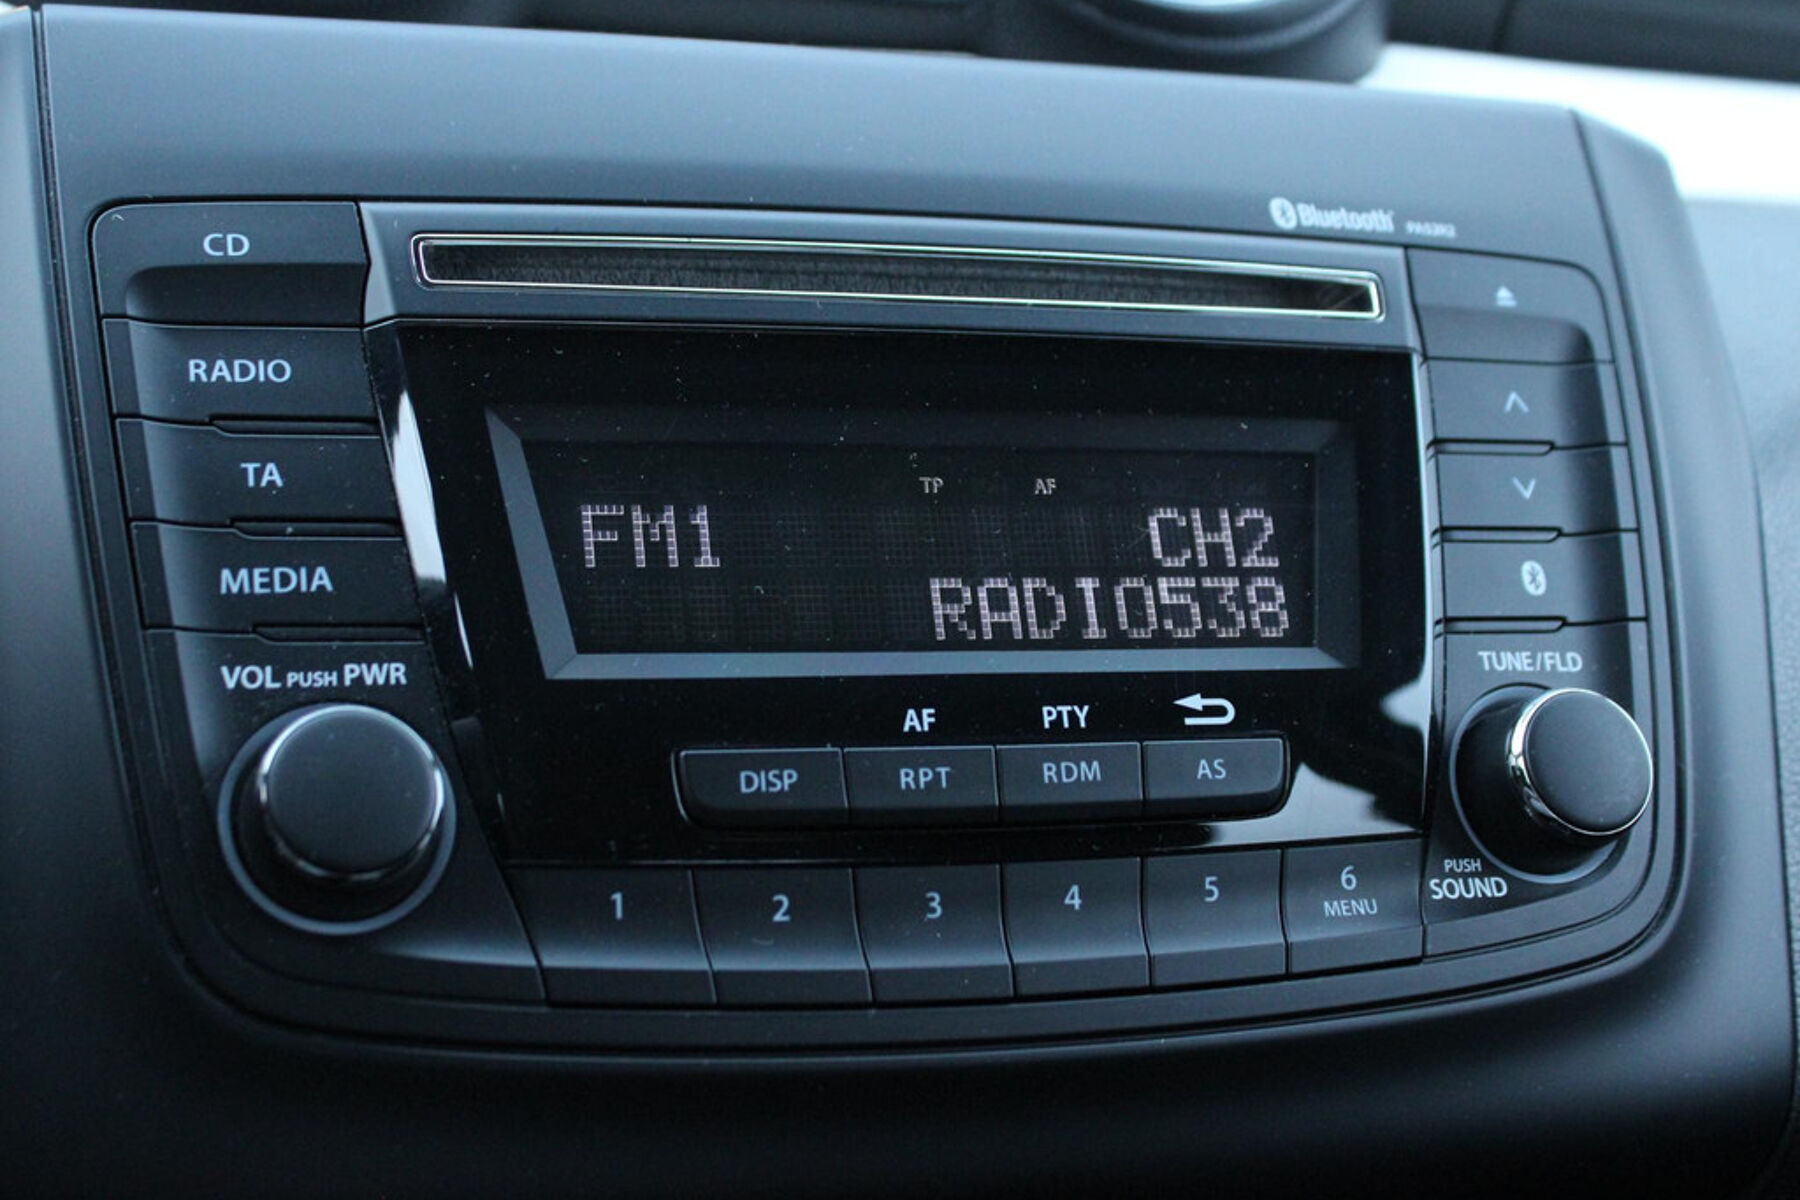 Bluetooth PA52R2
CD
RADIO
TA
MEDIA
VOL PUSH PWR
TP AF
FM1 CH2
RADIO538
AF PTY
DISP RPT RDM AS
TUNE/FLD
PUSH
SOUND
1 2 3 4 5 6
MENU